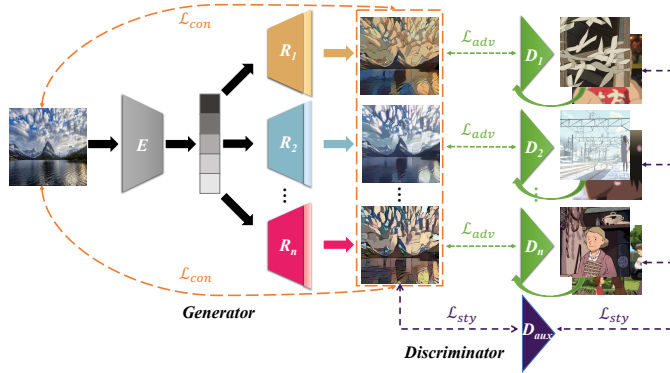 ℒcon
R1
ℒadv
D1
E
R2
ℒadv
D2
Rn
ℒadv
Dn
ℒcon
Generator
ℒsty
Daux
ℒsty
Discriminator